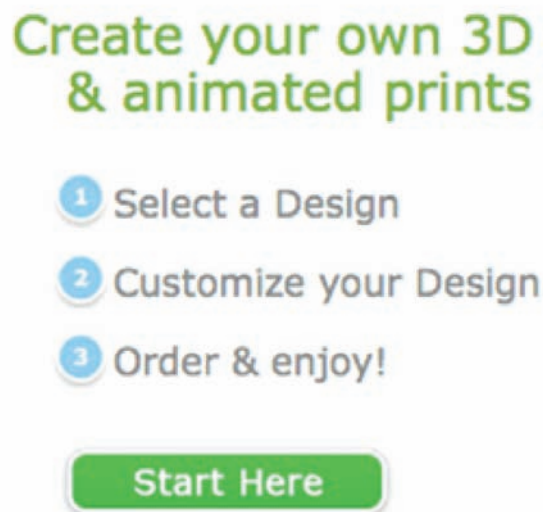 Create your own 3D
& animated prints
1 Select a Design
2 Customize your Design
3 Order & enjoy!
Start Here